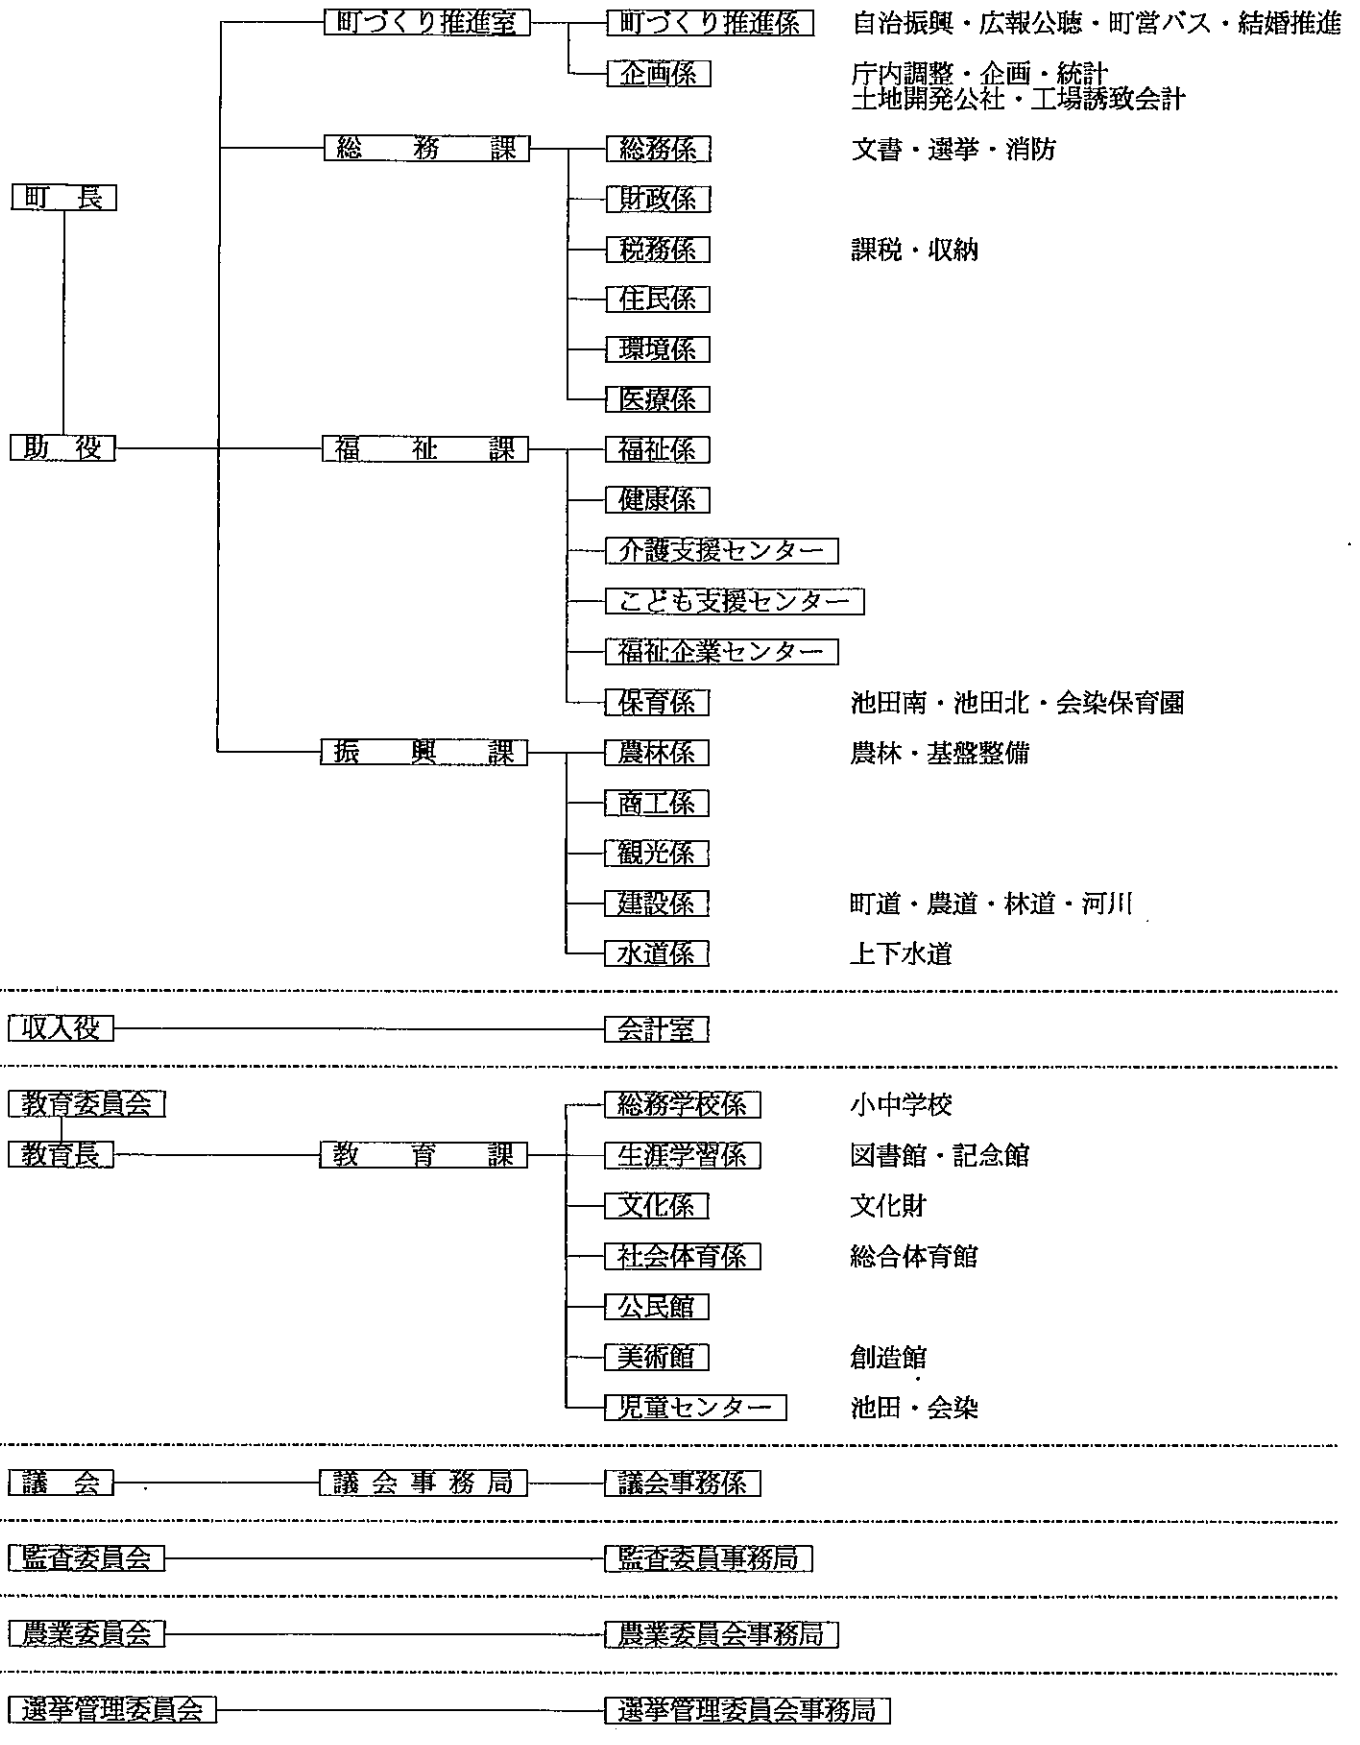 町づくり推進室 町づくり推進係 自治振興・広報公聴・町営バス・結婚推進
企画係 庁内調整・企画・統計
土地開発公社・工場誘致会計
総務課 総務係 文書・選挙・消防
町長 財政係
税務係 課税・収納
住民係
環境係
医療係
助役 福祉課 福祉係
健康係
介護支援センター
こども支援センター
福祉企業センター
保育係 池田南・池田北・会染保育園
振興課 農林係 農林・基盤整備
商工係
観光係
建設係 町道・農道・林道・河川
水道係 上下水道
収入役 会計室
教育委員会 総務学校係 小中学校
教育長 教育課 生涯学習係 図書館・記念館
文化係 文化財
社会体育係 総合体育館
公民館
美術館 創造館
児童センター 池田・会染
議会 議会事務局 議会事務係
監査委員会 監査委員事務局
農業委員会 農業委員会事務局
選挙管理委員会 選挙管理委員会事務局